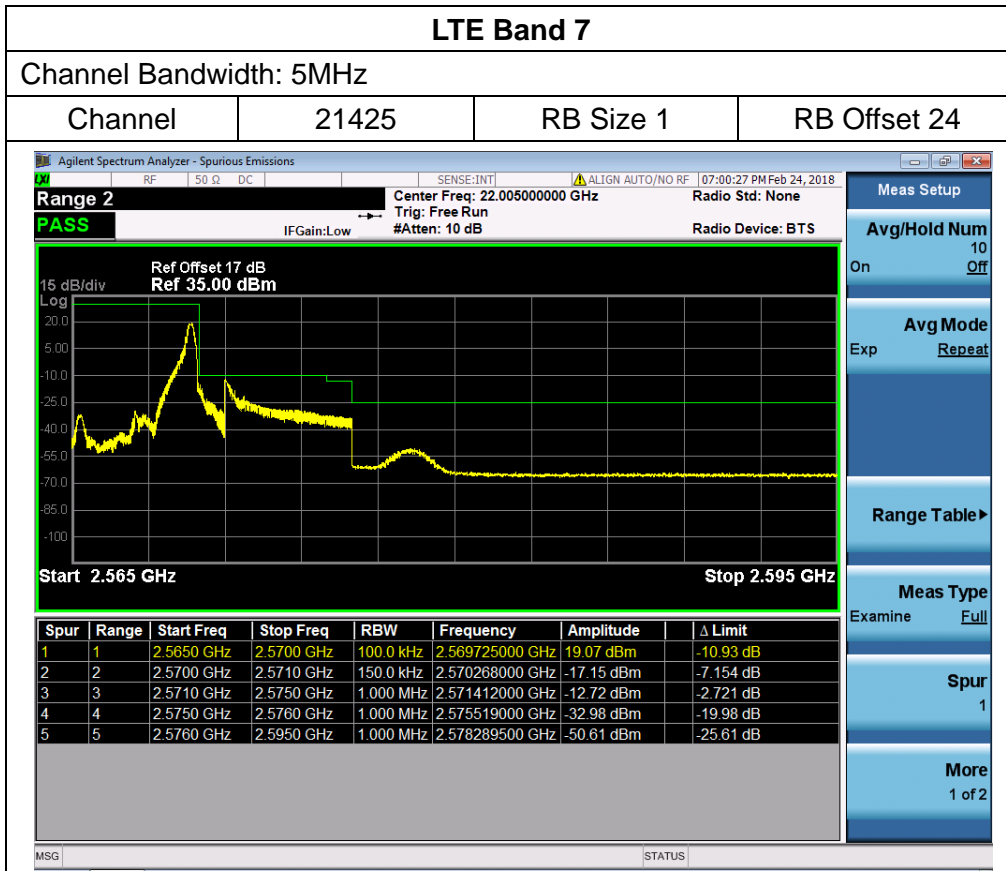 LTE Band 7
Channel Bandwidth: 5MHz
Channel 21425 RB Size 1 RB Offset 24
Agilent Spectrum Analyzer - Spurious Emissions
LXI RF 50 Ω DC SENSE:INT ALIGN AUTO/NO RF 07:00:27 PM Feb 24, 2018
Range 2 Center Freq: 22.005000000 GHz Radio Std: None
Trig: Free Run
PASS IFGain:Low #Atten: 10 dB Radio Device: BTS
Ref Offset 17 dB
15 dB/div Ref 35.00 dBm
Log
20.0
5.00
-10.0
-25.0
-40.0
-55.0
-70.0
-85.0
-100
Start 2.565 GHz Stop 2.595 GHz
Spur Range Start Freq Stop Freq RBW Frequency Amplitude Δ Limit
1 1 2.5650 GHz 2.5700 GHz 100.0 kHz 2.569725000 GHz 19.07 dBm -10.93 dB
2 2 2.5700 GHz 2.5710 GHz 150.0 kHz 2.570268000 GHz -17.15 dBm -7.154 dB
3 3 2.5710 GHz 2.5750 GHz 1.000 MHz 2.571412000 GHz -12.72 dBm -2.721 dB
4 4 2.5750 GHz 2.5760 GHz 1.000 MHz 2.575519000 GHz -32.98 dBm -19.98 dB
5 5 2.5760 GHz 2.5950 GHz 1.000 MHz 2.578289500 GHz -50.61 dBm -25.61 dB
MSG STATUS
Meas Setup
Avg/Hold Num
10
On Off
Avg Mode
Exp Repeat
Range Table
Meas Type
Examine Full
Spur
1
More
1 of 2